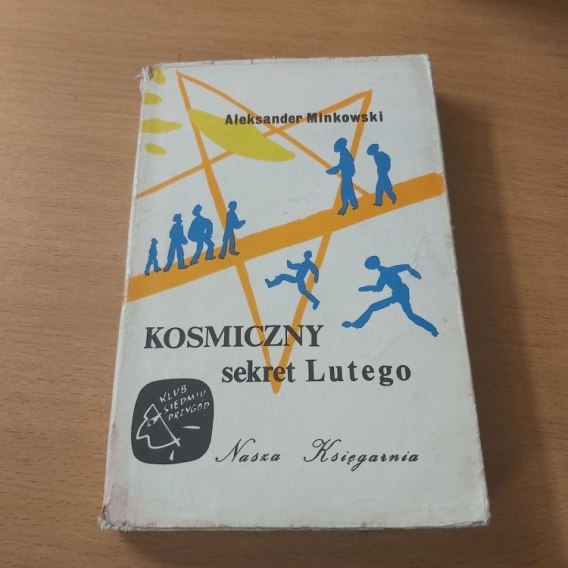 Aleksander Minkowski
KOSMICZNY
sekret Lutego
KLUB
SIEDMIU
PRZYGÓD
Nasza Księgarnia